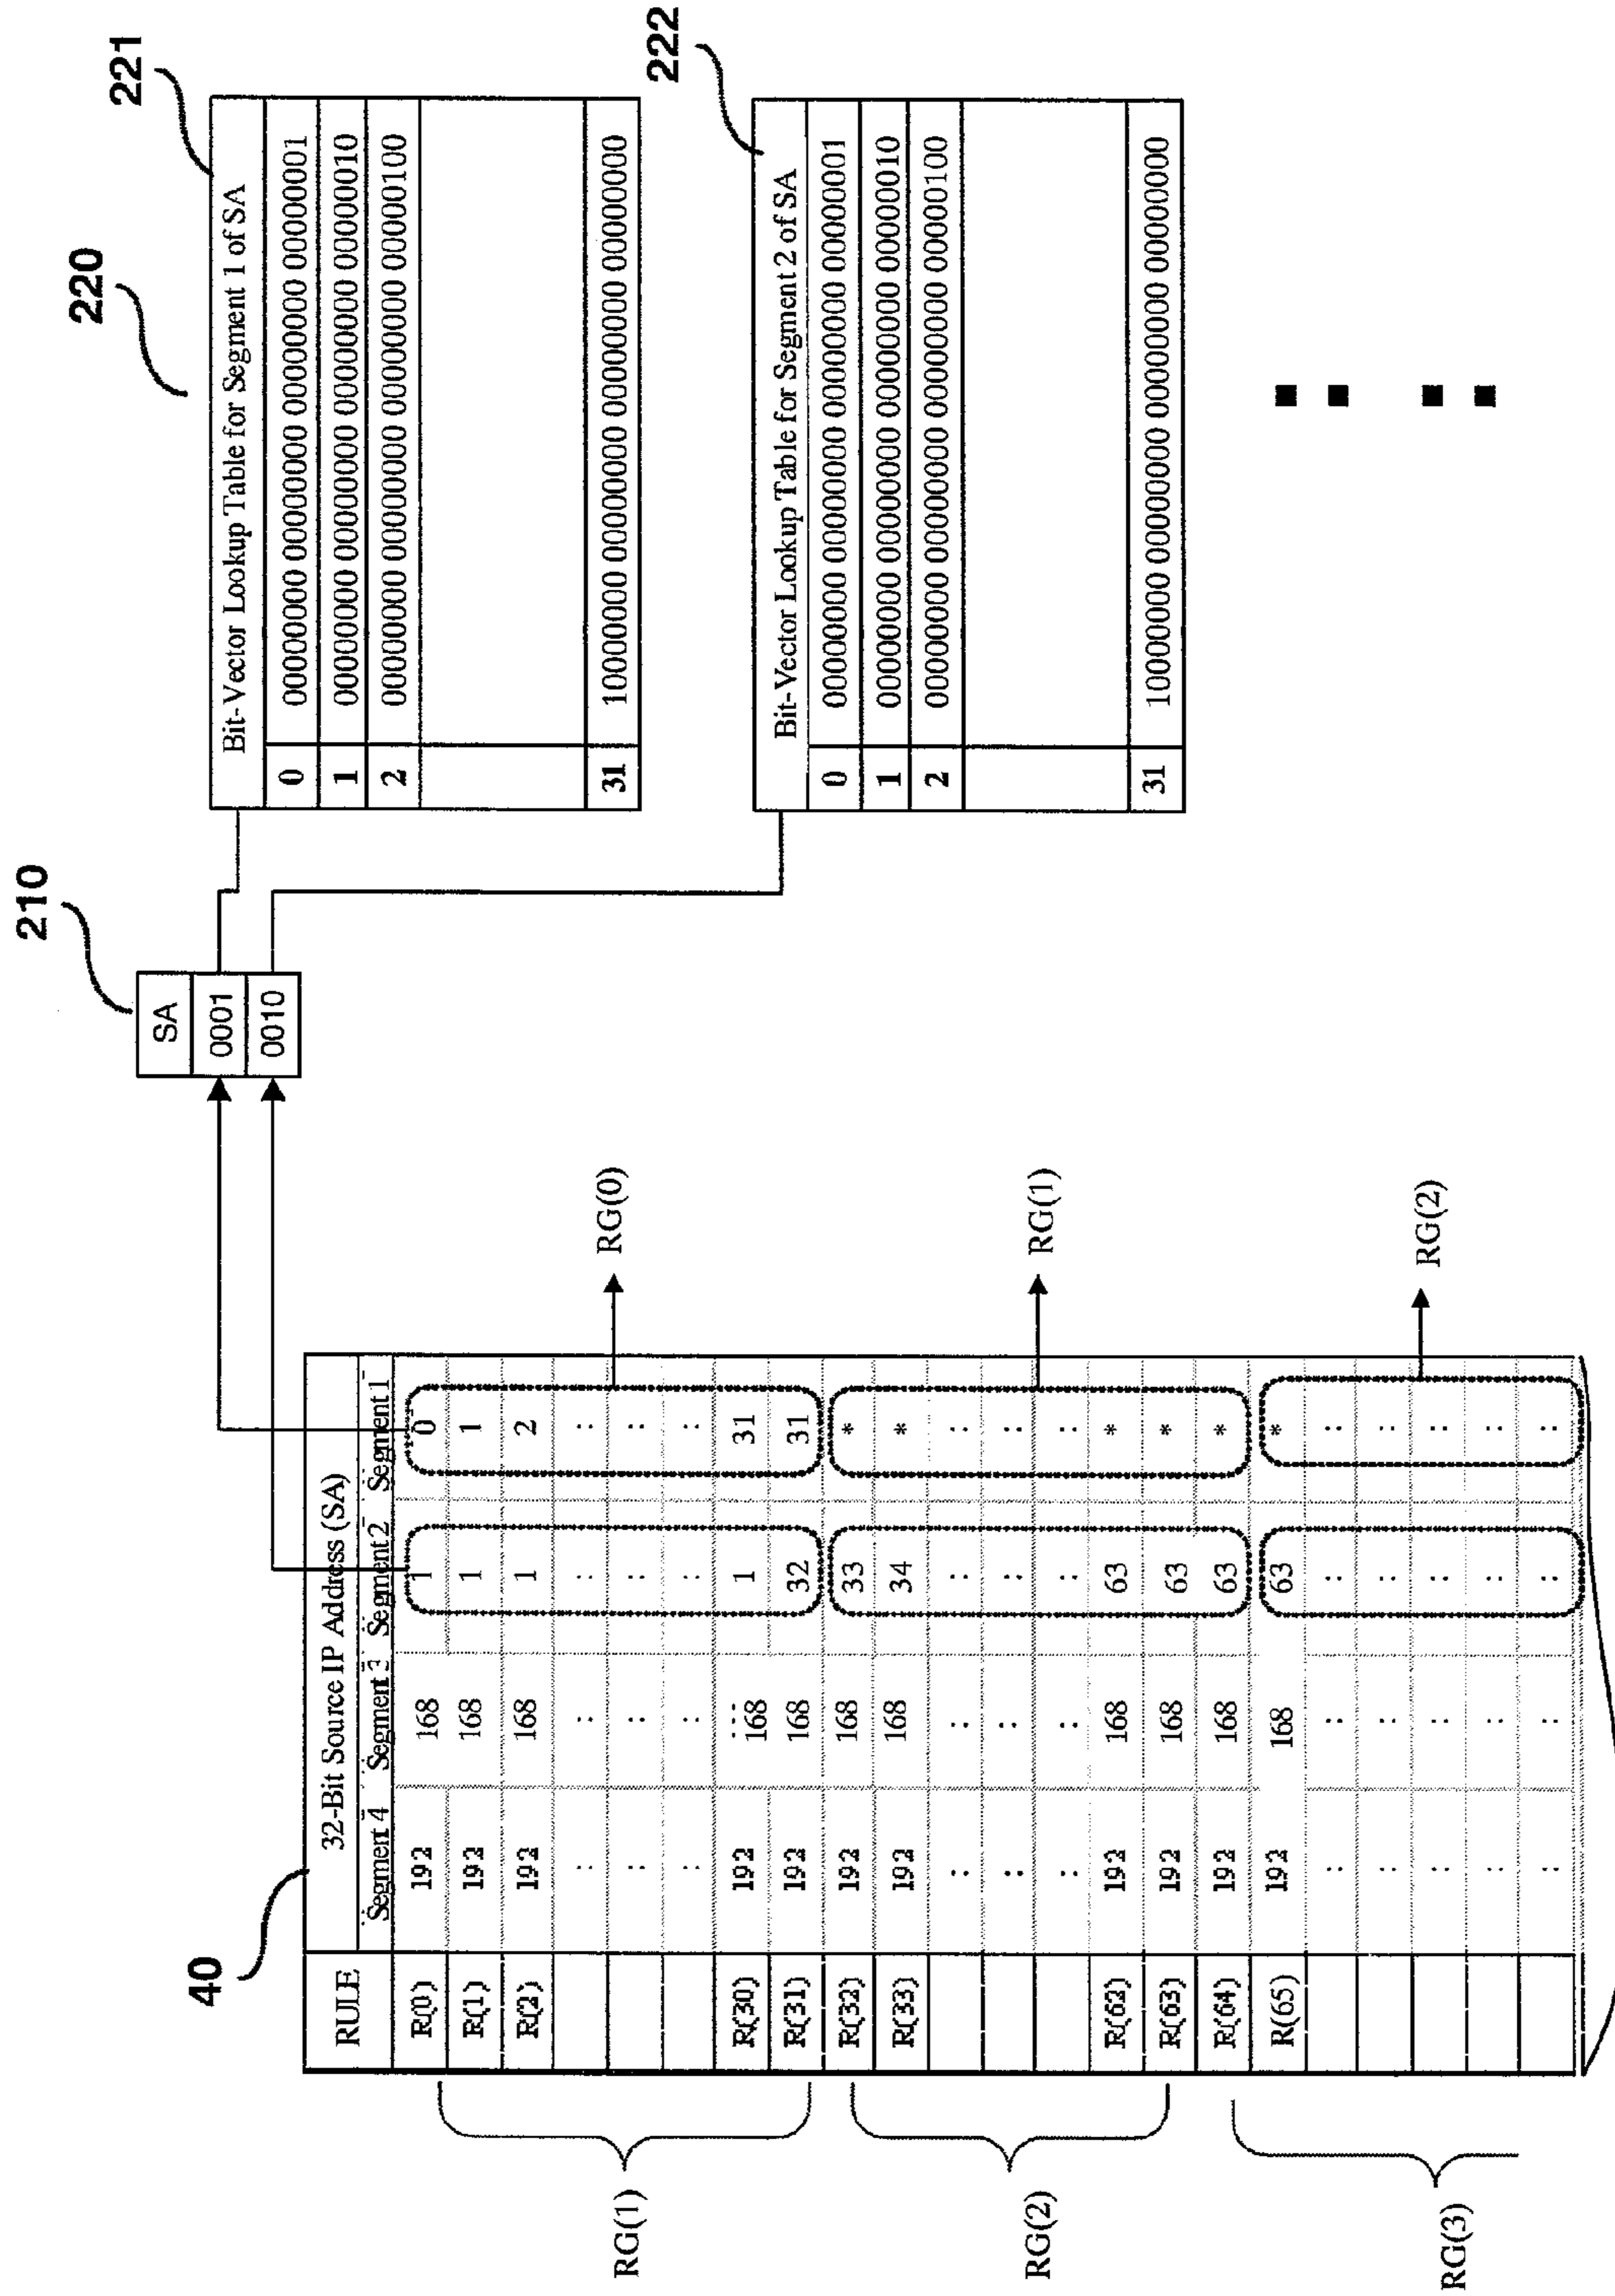 40
RULE
32-Bit Source IP Address (SA)
Segment 4 Segment 3 Segment 2 Segment 1
R(0) 192 168 1 0
R(1) 192 168 1 1
R(2) 192 168 1 2
: : : :
: : : :
: : : :
R(30) 192 168 1 31
R(31) 192 168 32 31
R(32) 192 168 33 *
R(33) 192 168 34 *
: : : :
: : : :
: : : :
R(62) 192 168 63 *
R(63) 192 168 63 *
R(64) 192 168 63 *
R(65) 192 168 63 *
: : : :
: : : :
: : : :
: : : :
: : : :
RG(1)
RG(2)
RG(3)
RG(0)
RG(1)
RG(2)
210
SA
0001
0010
220
221
Bit-Vector Lookup Table for Segment 1 of SA
0 00000000 00000000 00000000 00000001
1 00000000 00000000 00000000 00000010
2 00000000 00000000 00000000 00000100
31 10000000 00000000 00000000 00000000
222
Bit-Vector Lookup Table for Segment 2 of SA
0 00000000 00000000 00000000 00000001
1 00000000 00000000 00000000 00000010
2 00000000 00000000 00000000 00000100
31 10000000 00000000 00000000 00000000